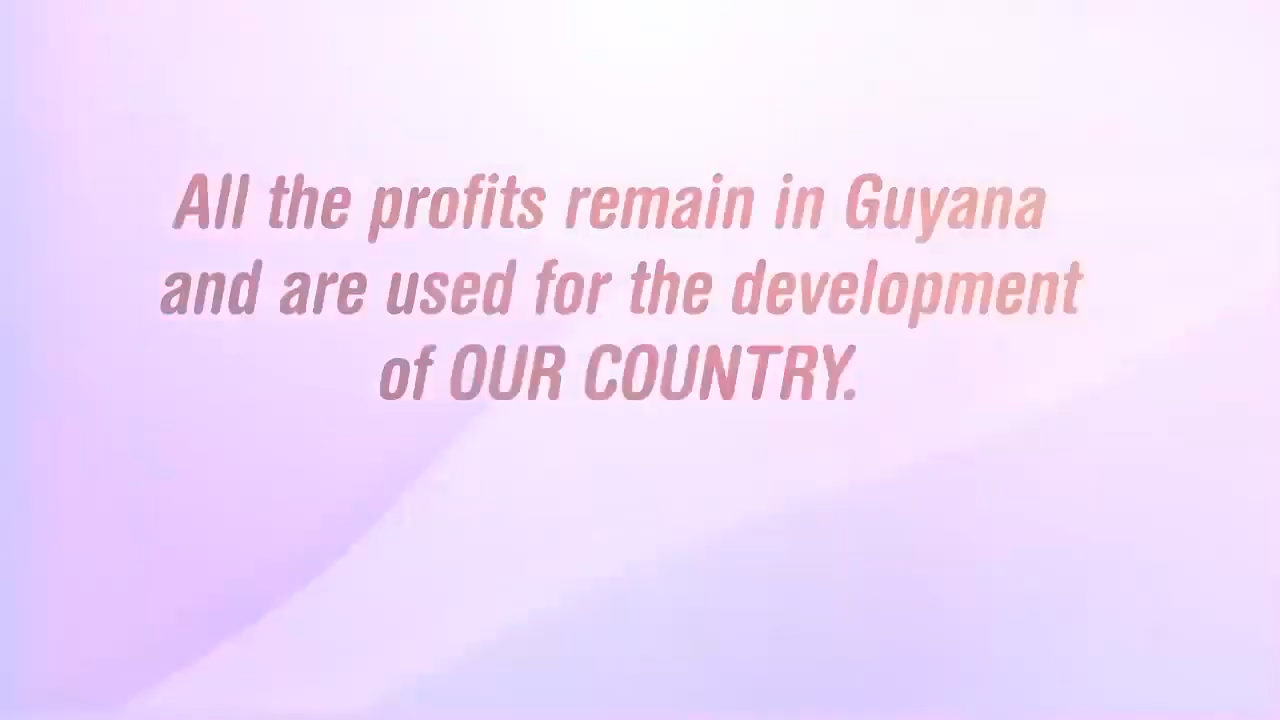 All the profits remain in Guyana
and are used for the development
of OUR COUNTRY.